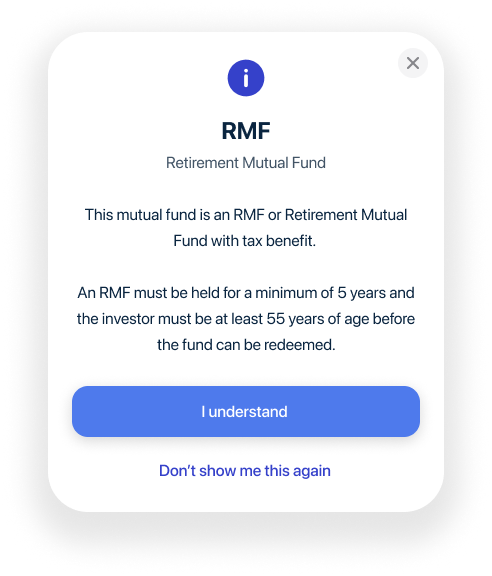 RMF
Retirement Mutual Fund
This mutual fund is an RMF or Retirement Mutual
Fund with tax benefit.
An RMF must be held for a minimum of 5 years and
the investor must be at least 55 years of age before
the fund can be redeemed.
I understand
Don’t show me this again